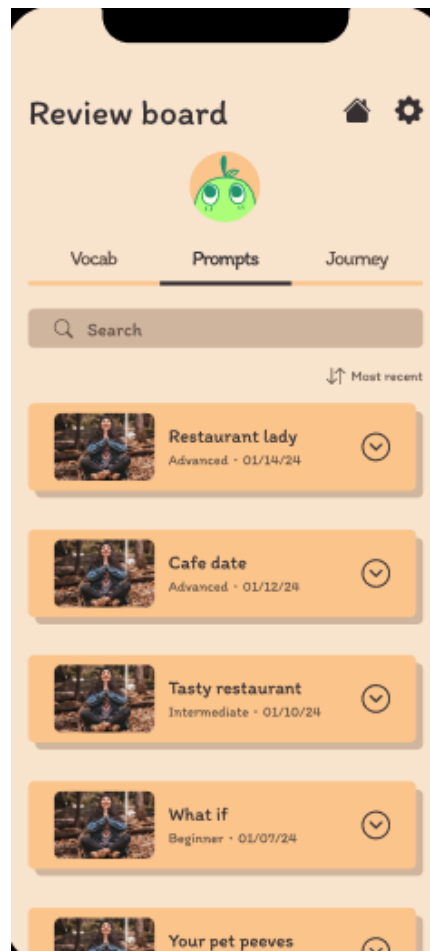 Review board
Vocab
Prompts
Journey
Search
Most recent
Restaurant lady
Advanced · 01/14/24
Cafe date
Advanced · 01/12/24
Tasty restaurant
Intermediate · 01/10/24
What if
Beginner · 01/07/24
Your pet peeves